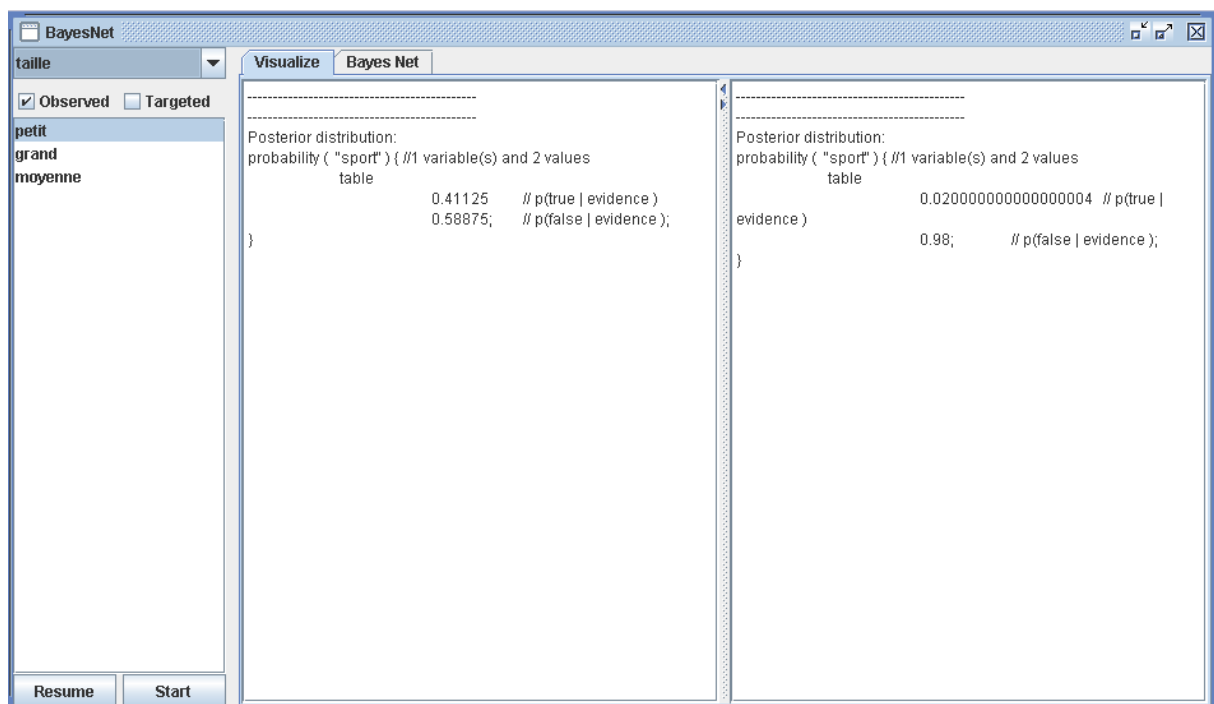 BayesNet
taille
Visualize
Bayes Net
Observed
Targeted
petit
grand
moyenne
--------------------------------------------
--------------------------------------------
Posterior distribution:
probability ( "sport" ) { //1 variable(s) and 2 values
table
0.41125 // p(true | evidence )
0.58875; // p(false | evidence );
}
--------------------------------------------
--------------------------------------------
Posterior distribution:
probability ( "sport" ) { //1 variable(s) and 2 values
table
0.020000000000000004 // p(true |
evidence )
0.98; // p(false | evidence );
}
Resume
Start